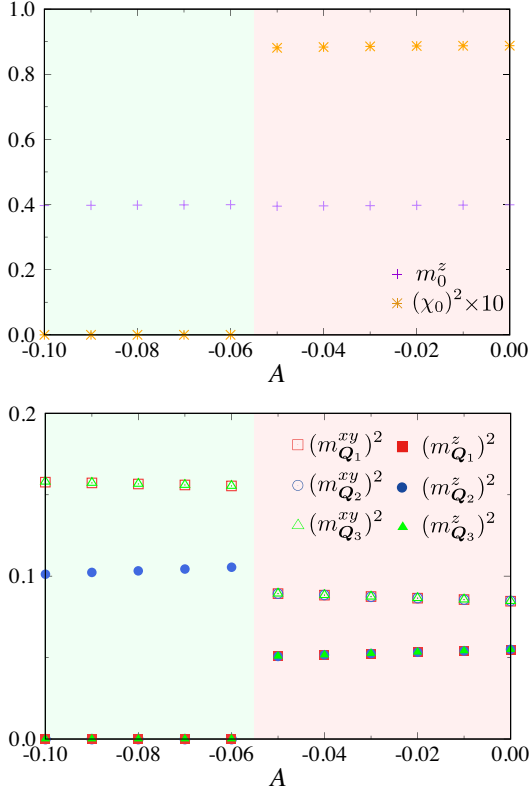 1.0
0.8
0.6
0.4
0.2
0.0
m_0^z
(χ_0)^2×10
-0.10 -0.08 -0.06 -0.04 -0.02 0.00
A
0.2
0.1
0.0
(m_{Q_1}^{xy})^2 (m_{Q_1}^z)^2
(m_{Q_2}^{xy})^2 (m_{Q_2}^z)^2
(m_{Q_3}^{xy})^2 (m_{Q_3}^z)^2
-0.10 -0.08 -0.06 -0.04 -0.02 0.00
A